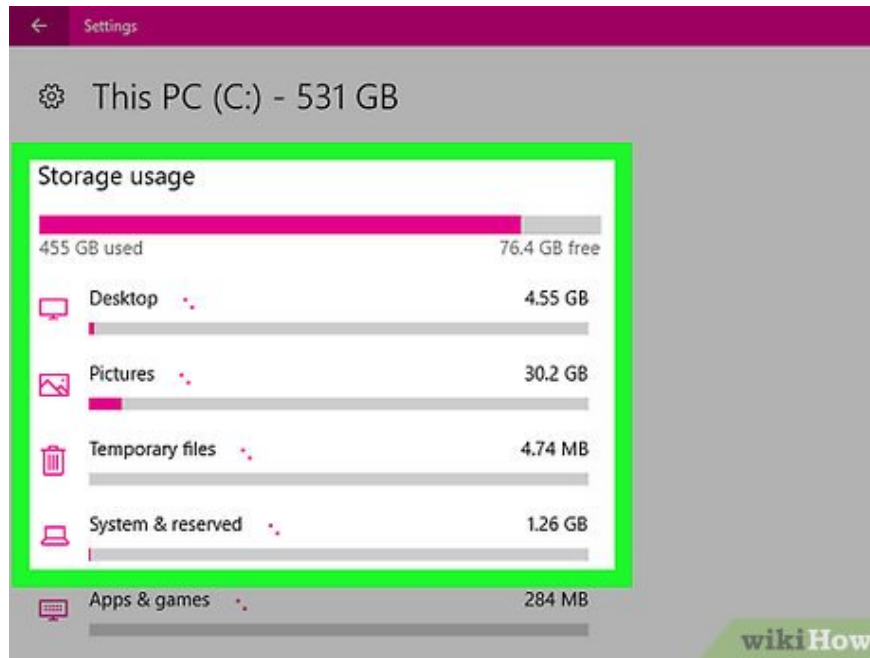 Settings
This PC (C:) - 531 GB
Storage usage
455 GB used 76.4 GB free
Desktop 4.55 GB
Pictures 30.2 GB
Temporary files 4.74 MB
System & reserved 1.26 GB
Apps & games 284 MB
wikiHow